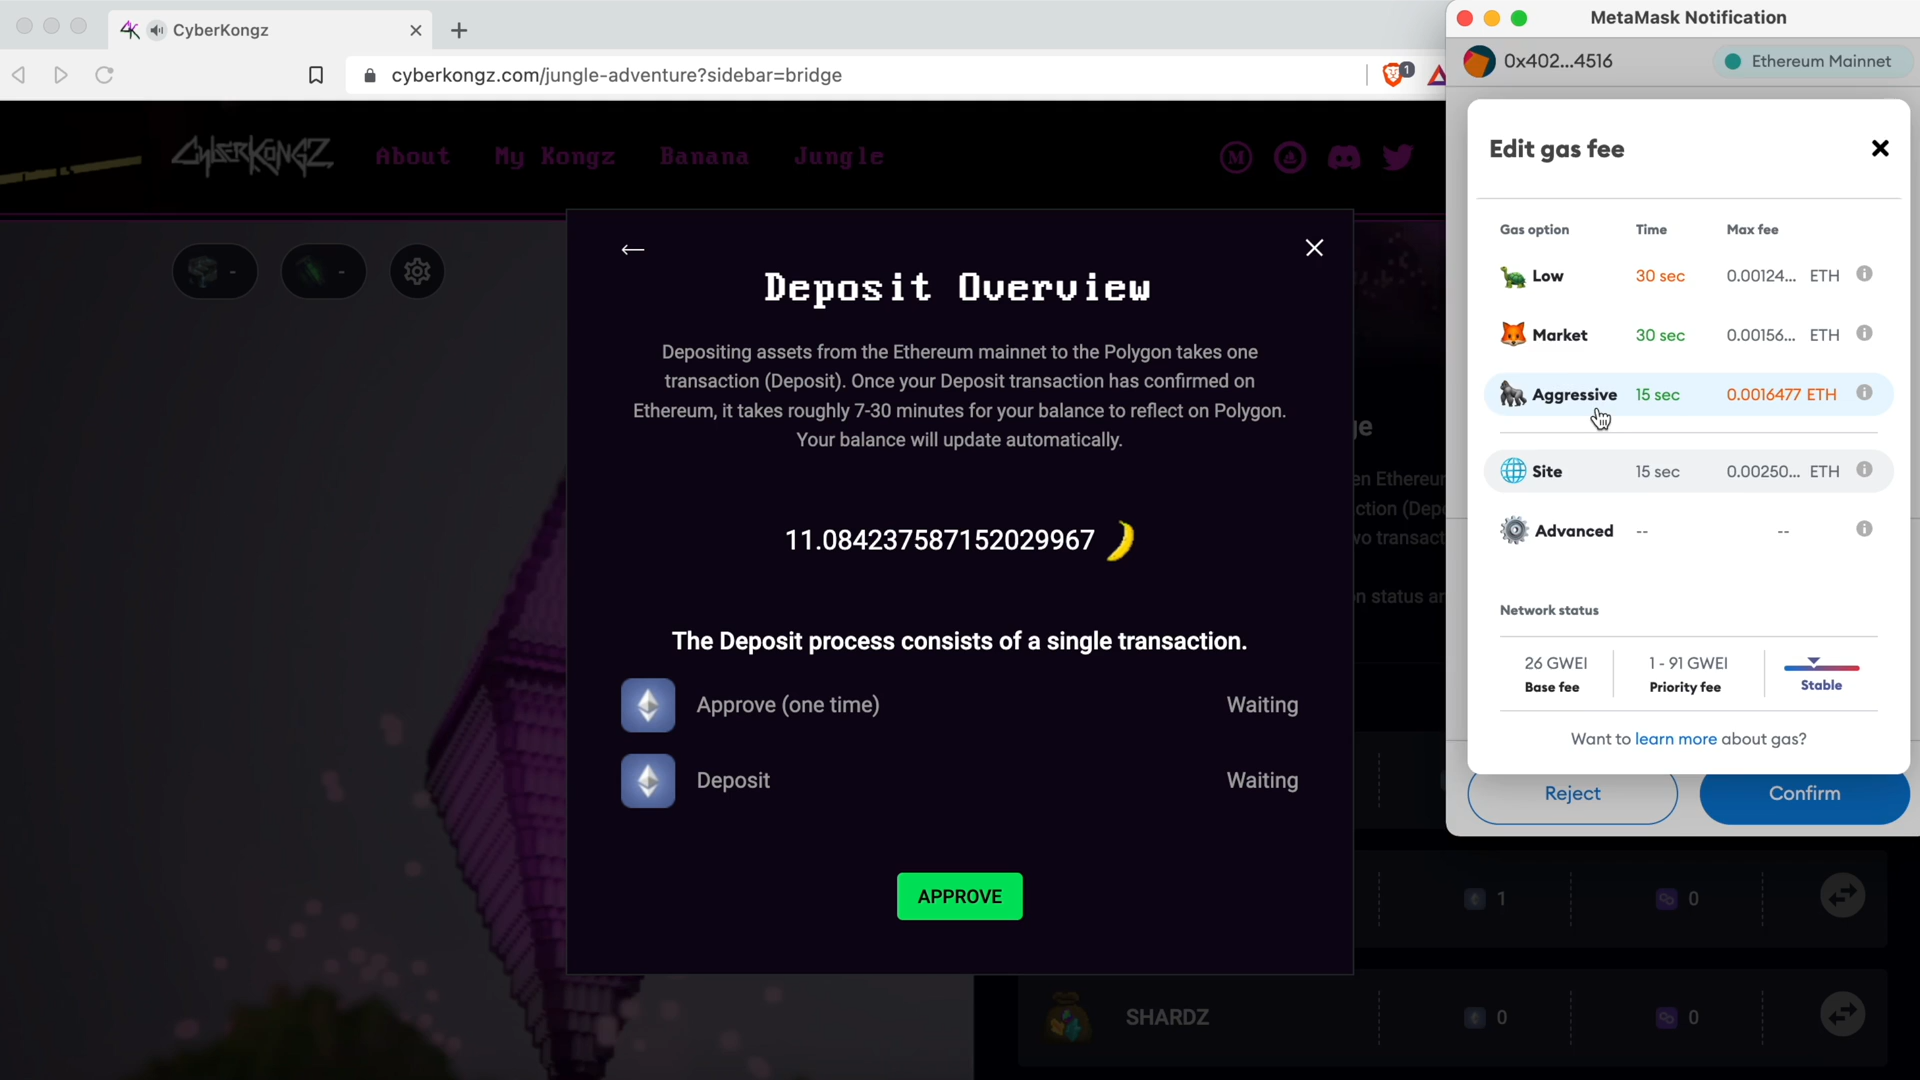 CyberKongz
cyberkongz.com/jungle-adventure?sidebar=bridge
1
CYBERKONGZ
About
My Kongz
Banana
Jungle
M
-
-
Deposit Overview
Depositing assets from the Ethereum mainnet to the Polygon takes one
transaction (Deposit). Once your Deposit transaction has confirmed on
Ethereum, it takes roughly 7-30 minutes for your balance to reflect on Polygon.
Your balance will update automatically.
11.084237587152029967
The Deposit process consists of a single transaction.
Approve (one time) Waiting
Deposit Waiting
APPROVE
1 0
SHARDZ 0 0
MetaMask Notification
0x402...4516 Ethereum Mainnet
Edit gas fee
Gas option Time Max fee
Low 30 sec 0.00124... ETH
Market 30 sec 0.00156... ETH
Aggressive 15 sec 0.0016477 ETH
Site 15 sec 0.00250... ETH
Advanced -- --
Network status
26 GWEI 1 - 91 GWEI
Base fee Priority fee Stable
Want to learn more about gas?
Reject Confirm